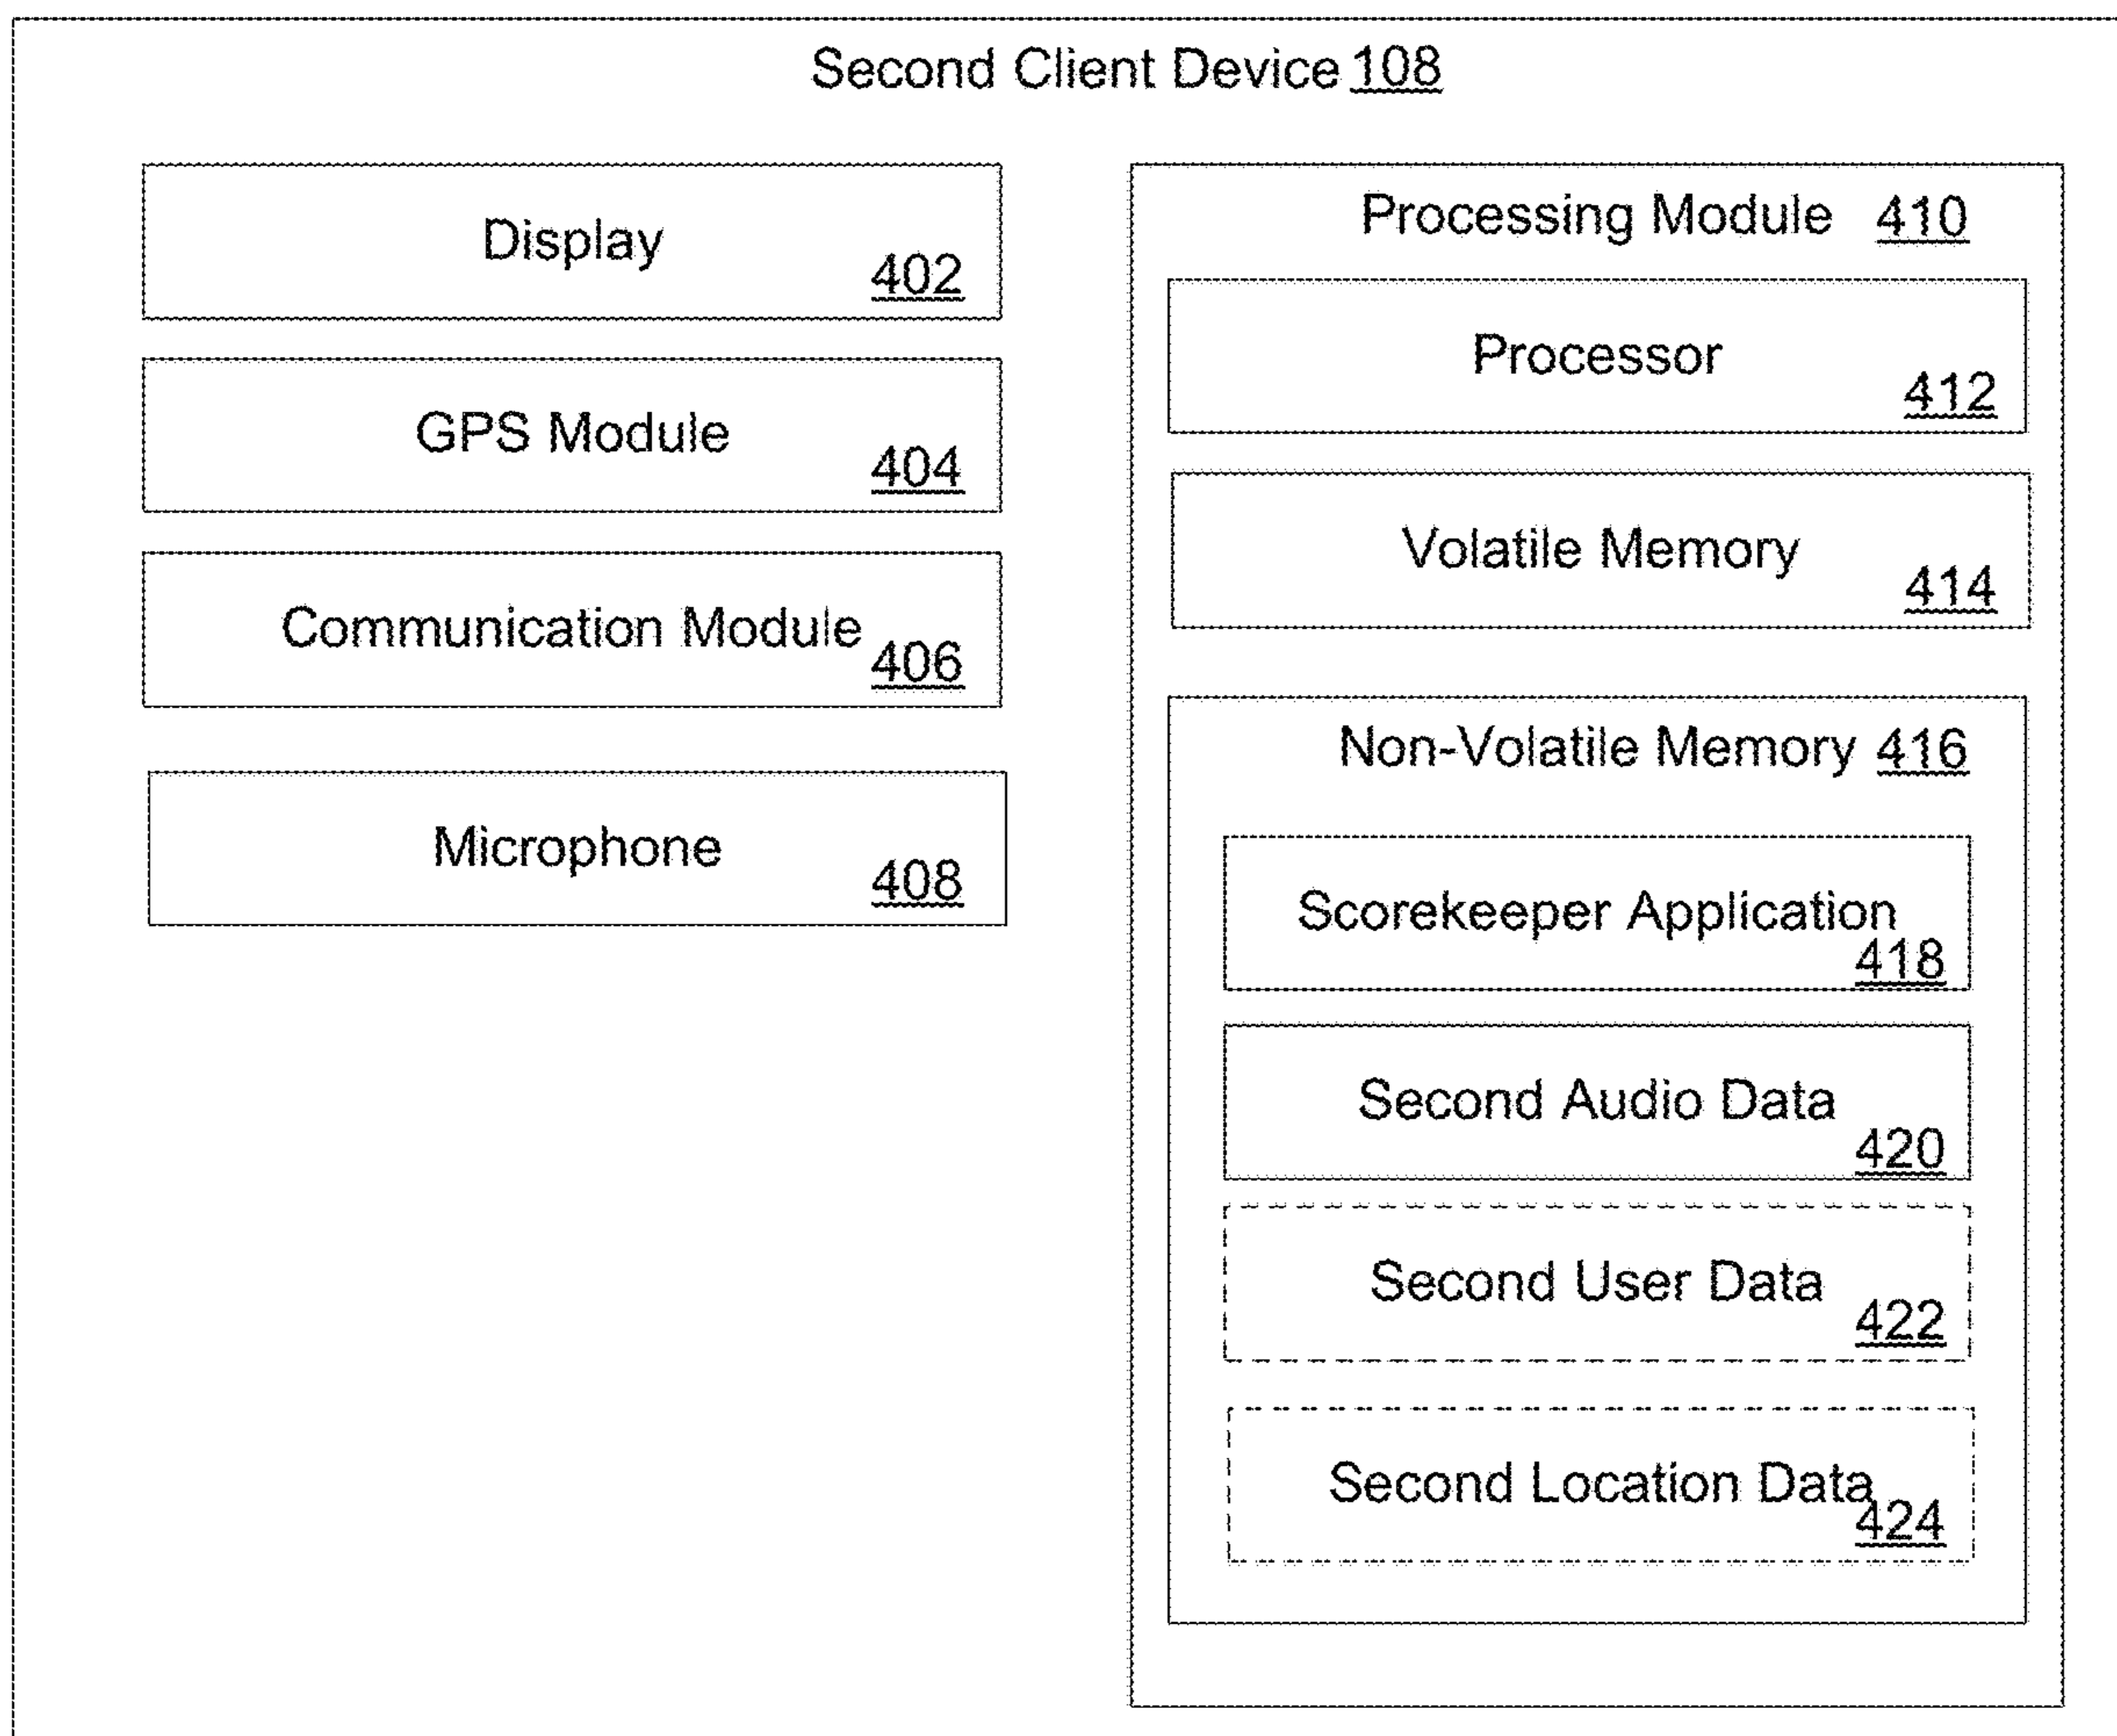 Second Client Device 108
Display
402
GPS Module
404
Communication Module
406
Microphone
408
Processing Module 410
Processor
412
Volatile Memory
414
Non-Volatile Memory 416
Scorekeeper Application
418
Second Audio Data
420
Second User Data
422
Second Location Data
424